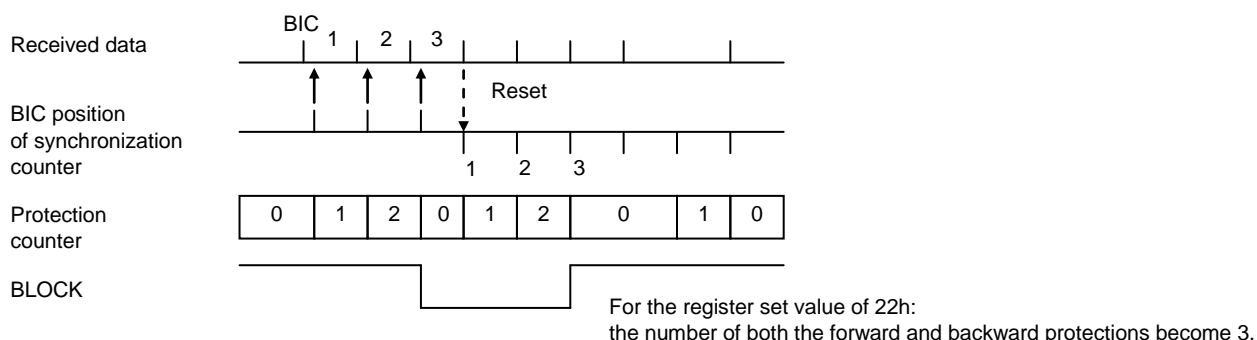 BIC
Received data
1 2 3
Reset
BIC position
of synchronization
counter
1 2 3
Protection
counter
0 1 2 0 1 2 0 1 0
BLOCK
For the register set value of 22h:
the number of both the forward and backward protections become 3.